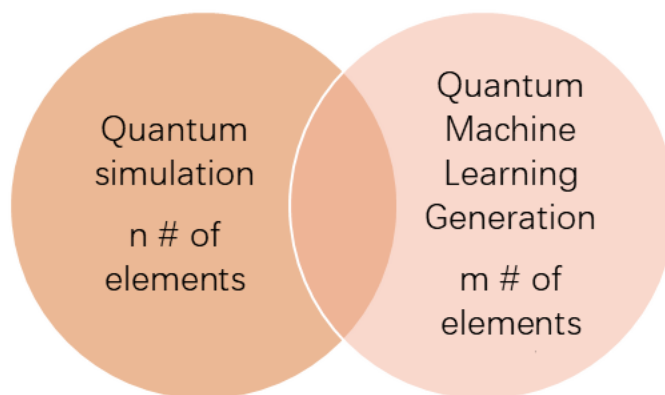 Quantum
simulation
n # of
elements
Quantum
Machine
Learning
Generation
m # of
elements